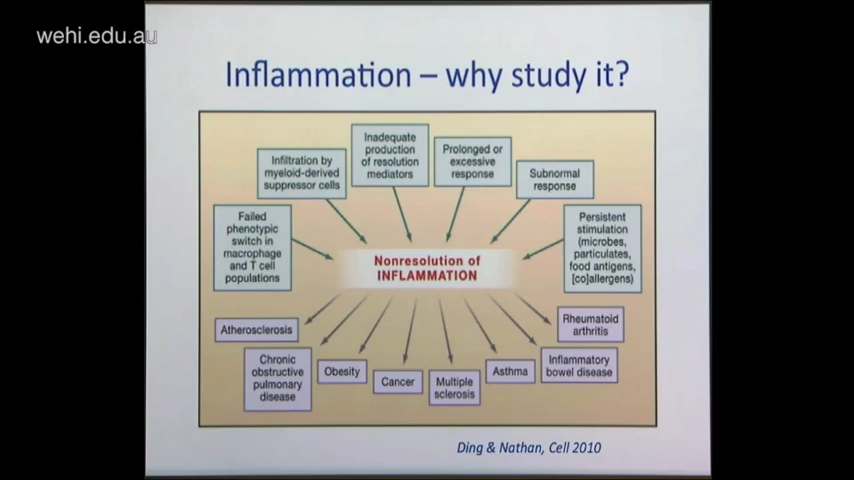 wehi.edu.au
Inflammation – why study it?
Inadequate
production
of resolution
mediators
Prolonged or
excessive
response
Infiltration by
myeloid-derived
suppressor cells
Subnormal
response
Failed
phenotypic
switch in
macrophage
and T cell
populations
Persistent
stimulation
(microbes,
particulates,
food antigens,
[co]allergens)
Nonresolution of
INFLAMMATION
Atherosclerosis
Chronic
obstructive
pulmonary
disease
Obesity
Cancer
Multiple
sclerosis
Asthma
Inflammatory
bowel disease
Rheumatoid
arthritis
Ding & Nathan, Cell 2010